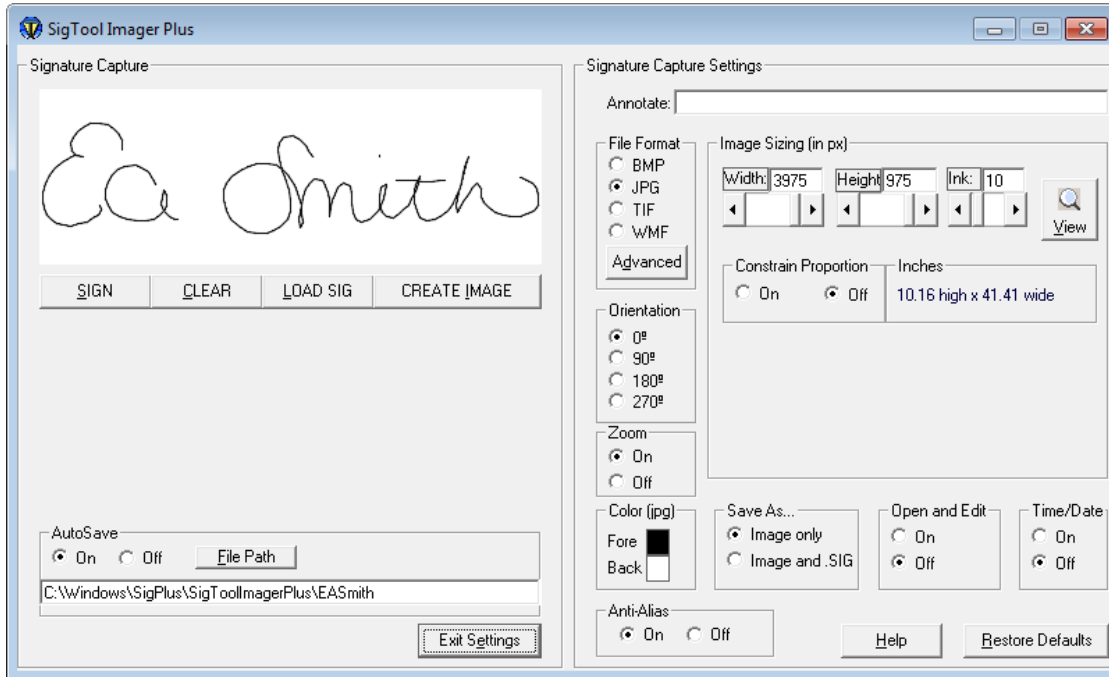 SigTool Imager Plus
Signature Capture
Ea Smith
SIGN CLEAR LOAD SIG CREATE IMAGE
AutoSave
On Off File Path
C:\Windows\SigPlus\SigToolImagerPlus\EASmith
Exit Settings
Signature Capture Settings
Annotate:
File Format
BMP
JPG
TIF
WMF
Advanced
Image Sizing (in px)
Width: 3975 Height 975 Ink: 10
View
Constrain Proportion
On Off
Inches
10.16 high x 41.41 wide
Orientation
0º
90º
180º
270º
Zoom
On
Off
Color (jpg)
Fore
Back
Save As...
Image only
Image and .SIG
Open and Edit
On
Off
Time/Date
On
Off
Anti-Alias
On Off
Help
Restore Defaults